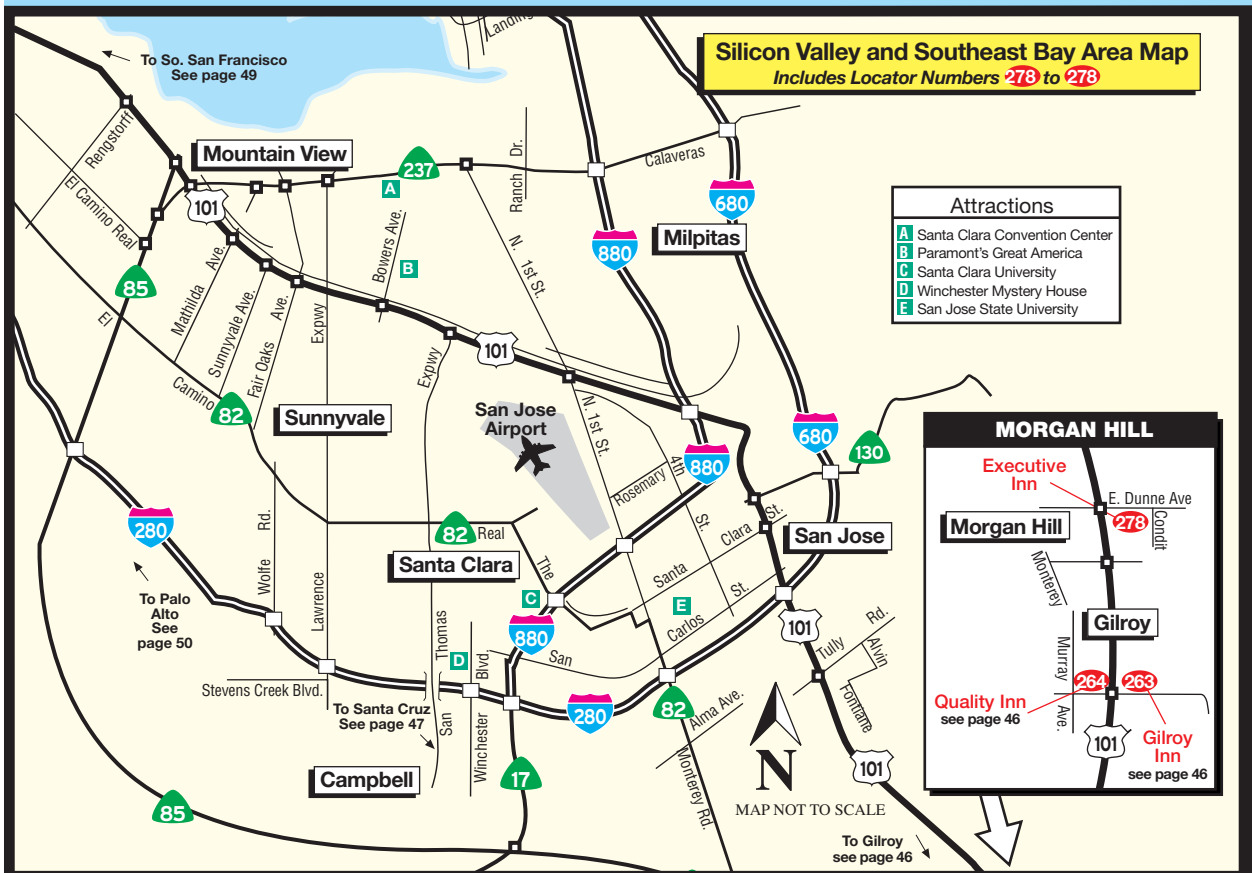 Landing
To So. San Francisco
See page 49
Silicon Valley and Southeast Bay Area Map
Includes Locator Numbers 278 to 278
Rengstorff
Mountain View
237
Calaveras
Ranch Dr.
A
El Camino Real
101
680
Attractions
A Santa Clara Convention Center
B Paramont's Great America
C Santa Clara University
D Winchester Mystery House
E San Jose State University
Bowers Ave.
N. 1st St.
880
Milpitas
B
85
Mathilda Ave.
Sunnyvale Ave.
Fair Oaks Ave.
Expwy
Expwy
101
El
Camino
82
Sunnyvale
San Jose
Airport
N. 1st St.
Rosemary
4th
St.
880
680
130
MORGAN HILL
Executive
Inn
E. Dunne Ave
278
Condit
Morgan Hill
Monterey
Gilroy
Murray
Ave.
264
263
Quality Inn
see page 46
101
Gilroy
Inn
see page 46
280
Wolfe
Rd.
Lawrence
82
Real
Santa Clara
The
Santa
Clara
St.
San Jose
To Palo
Alto
See
page 50
C
E
880
San
Carlos
St.
101
Tully
Rd.
Alvin
Fontiane
Thomas
San
D
Blvd.
Winchester
Stevens Creek Blvd.
To Santa Cruz
See page 47
280
82
Alma Ave.
Monterey Rd.
Campbell
17
N
MAP NOT TO SCALE
101
85
To Gilroy
see page 46